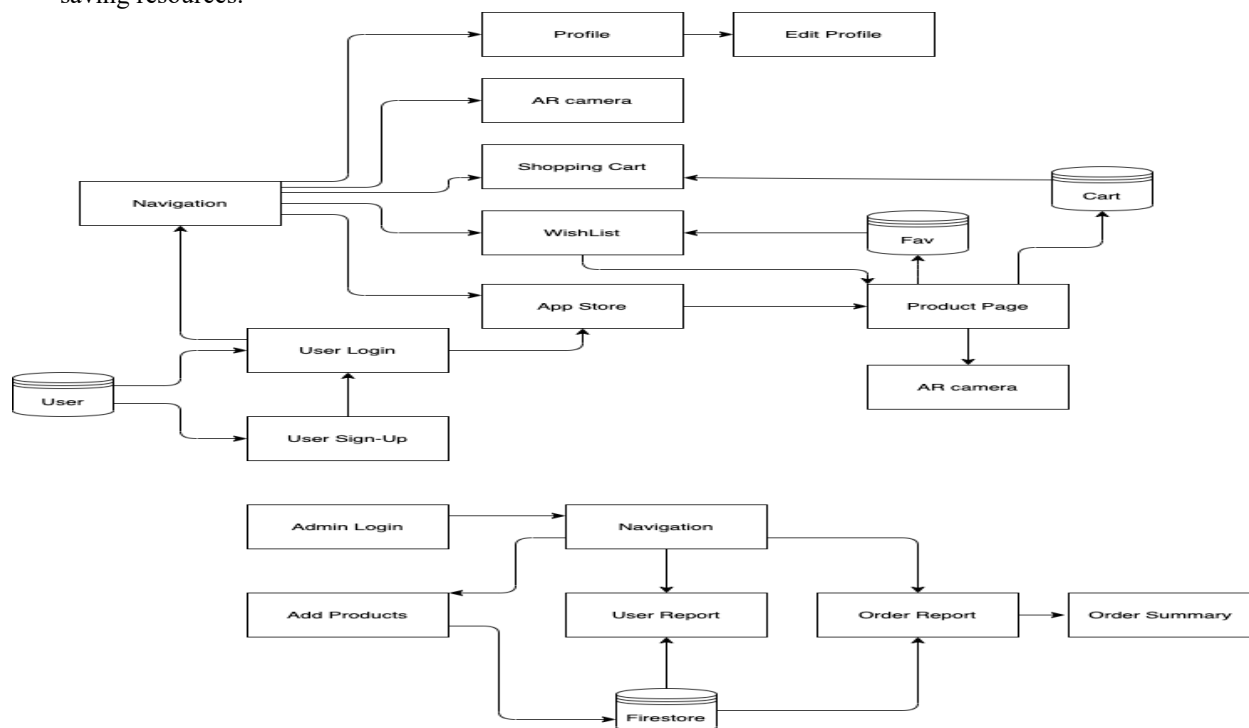 saving resources.
Profile
Edit Profile
AR camera
Shopping Cart
Cart
Navigation
WishList
Fav
App Store
Product Page
User Login
AR camera
User
User Sign-Up
Admin Login
Navigation
Add Products
User Report
Order Report
Order Summary
Firestore